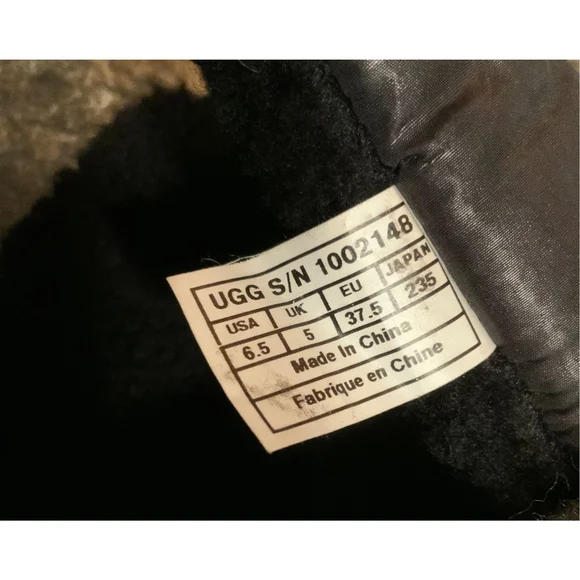 UGG S/N 1002148
USA UK EU JAPAN
6.5 5 37.5 235
Made In China
Fabrique en Chine